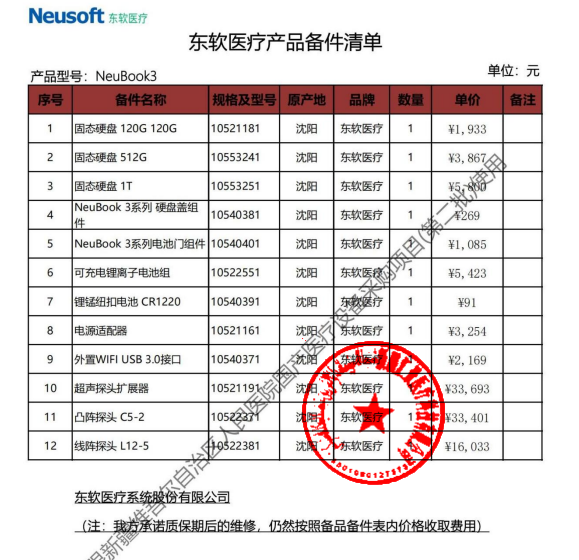 Neusoft 东软医疗
东软医疗产品备件清单
产品型号：NeuBook3 单位：元
序号 备件名称 规格及型号 原产地 品牌 数量 单价 备注
1 固态硬盘 120G 120G 10521181 沈阳 东软医疗 1 ¥1,933
2 固态硬盘 512G 10553241 沈阳 东软医疗 1 ¥3,867
3 固态硬盘 1T 10553251 沈阳 东软医疗 1 ¥5,800
4 NeuBook 3系列 硬盘盖组件 10540381 沈阳 东软医疗 1 ¥269
5 NeuBook 3系列电池门组件 10540401 沈阳 东软医疗 1 ¥1,085
6 可充电锂离子电池组 10522551 沈阳 东软医疗 1 ¥5,423
7 锂锰纽扣电池 CR1220 10540391 沈阳 东软医疗 1 ¥91
8 电源适配器 10521161 沈阳 东软医疗 1 ¥3,254
9 外置WIFI USB 3.0接口 10540371 沈阳 东软医疗 1 ¥2,169
10 超声探头扩展器 10521191 沈阳 东软医疗 1 ¥33,693
11 凸阵探头 C5-2 10522371 沈阳 东软医疗 1 ¥33,401
12 线阵探头 L12-5 10522381 沈阳 东软医疗 1 ¥16,033
东软医疗系统股份有限公司
（注：我方承诺质保期后的维修，仍然按照备品备件表内价格收取费用）
新疆维吾尔自治区人民医院国产医疗设备采购项目(第二批)使用